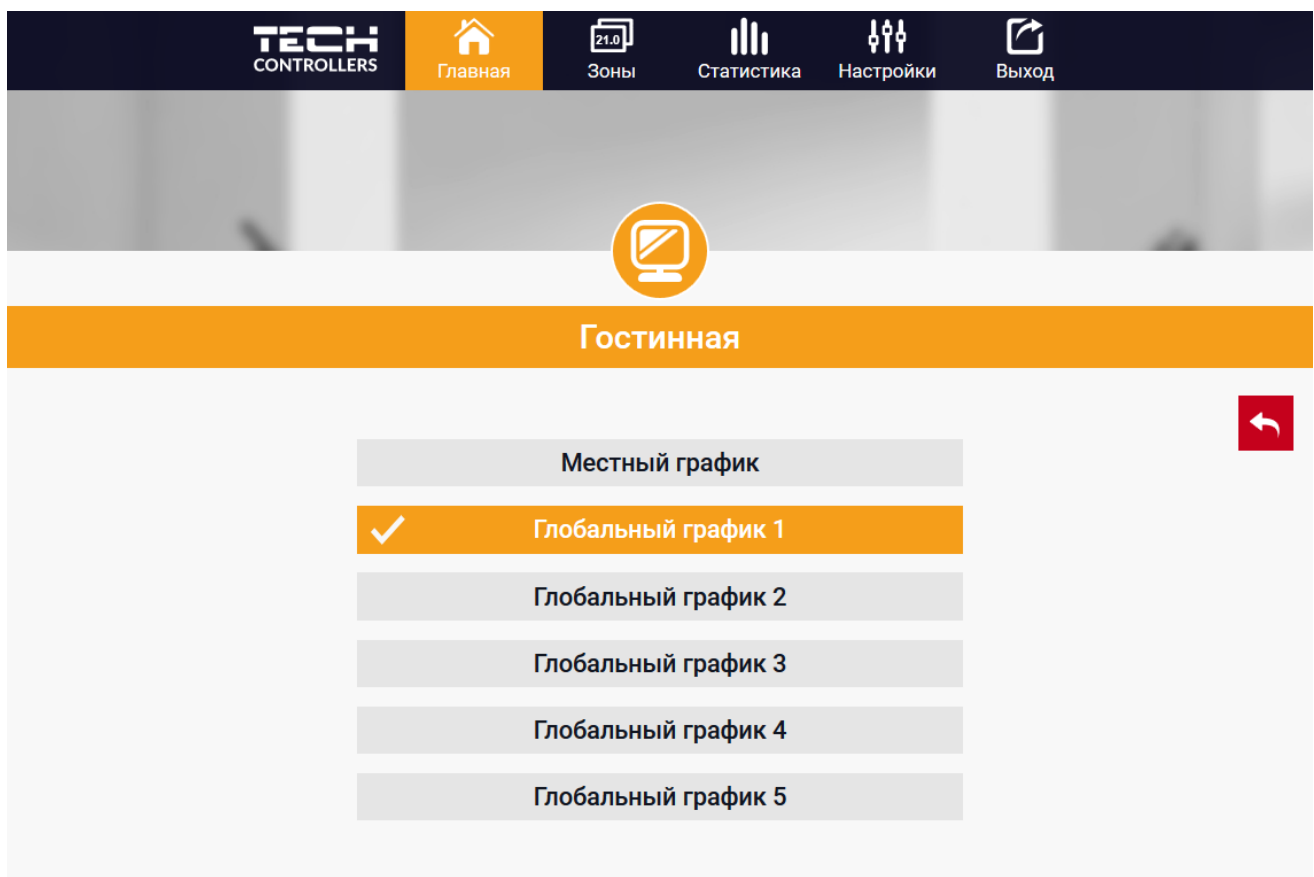 TECH
CONTROLLERS
Главная
21.0
Зоны
Статистика
Настройки
Выход
Гостинная
Местный график
Глобальный график 1
Глобальный график 2
Глобальный график 3
Глобальный график 4
Глобальный график 5